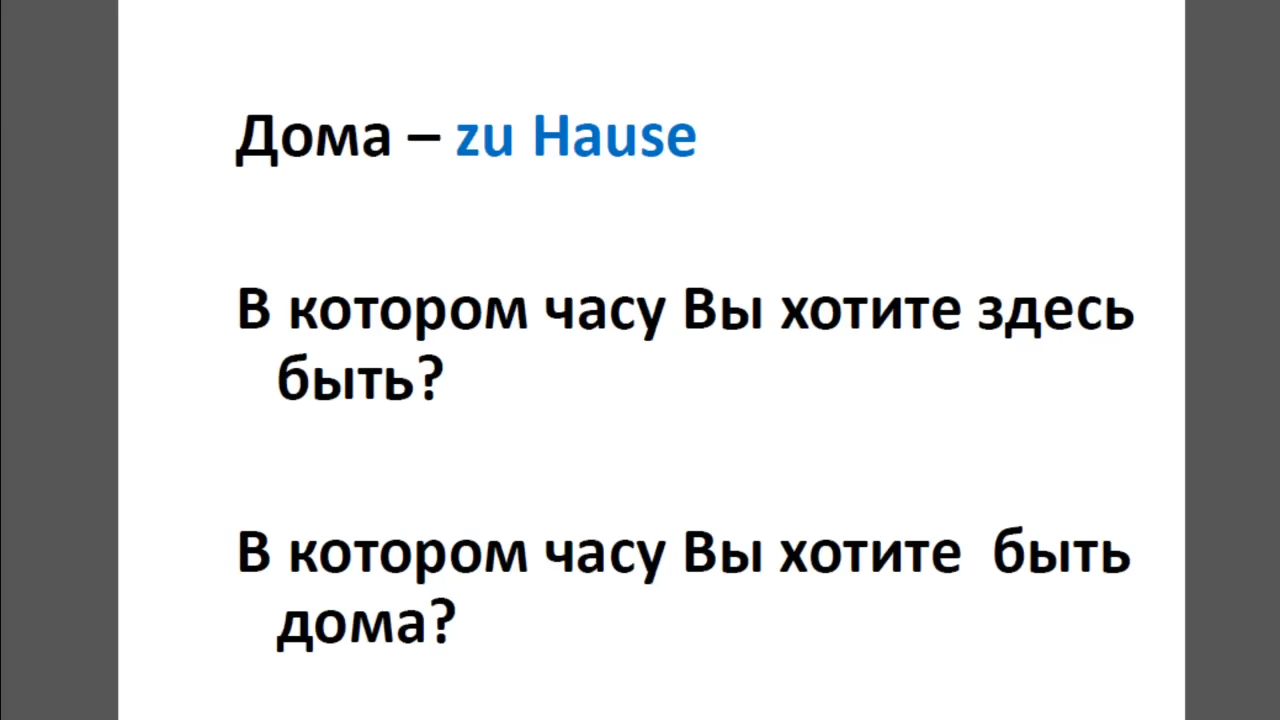 Дома – zu Hause
В котором часу Вы хотите здесь
быть?
В котором часу Вы хотите  быть
дома?